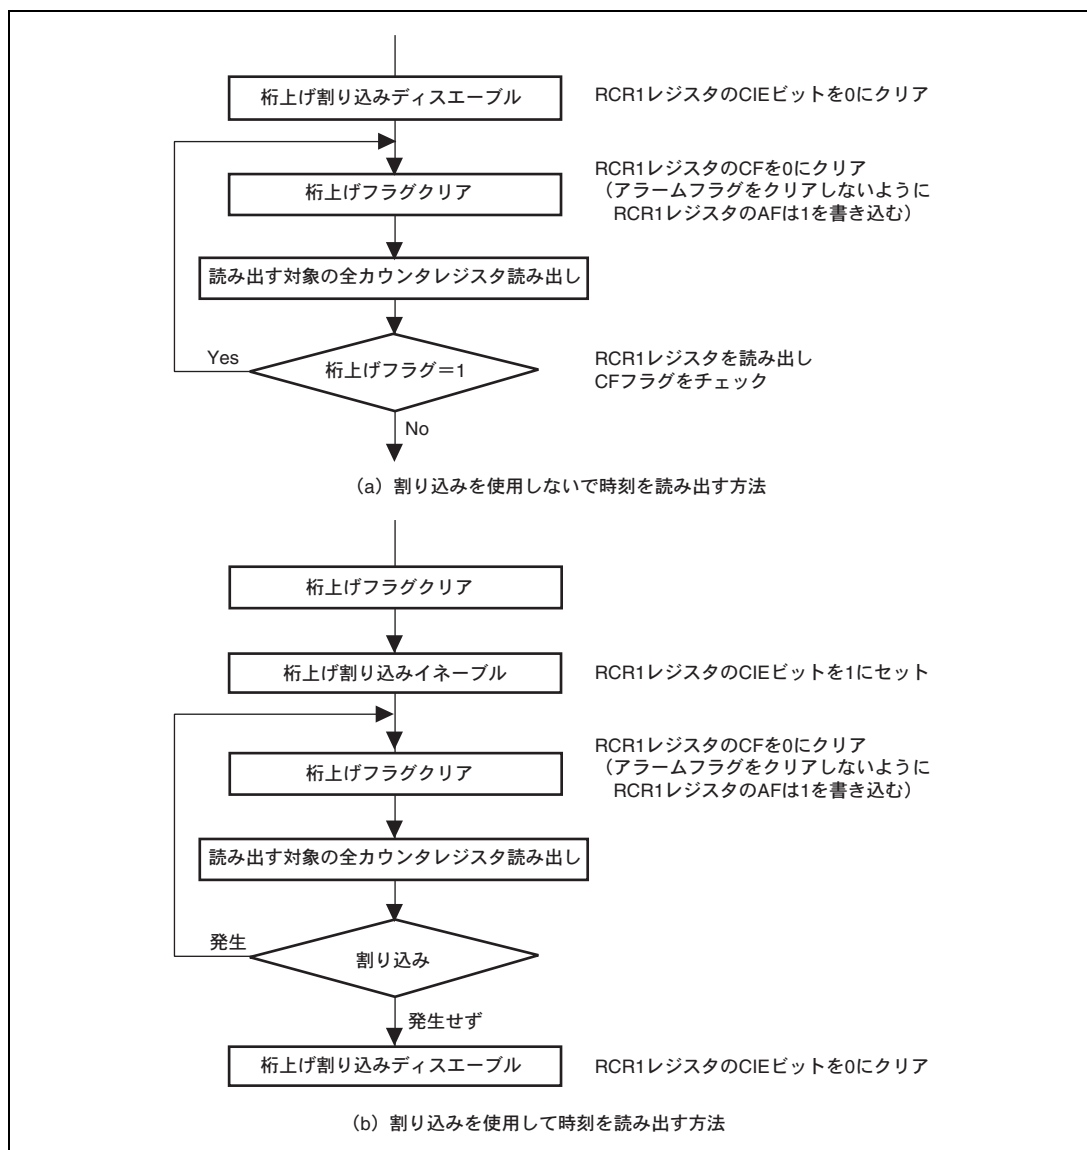 桁上げ割り込みディスエーブル
RCR1レジスタのCIEビットを0にクリア
桁上げフラグクリア
RCR1レジスタのCFを0にクリア
（アラームフラグをクリアしないように
RCR1レジスタのAFは1を書き込む）
読み出す対象の全カウンタレジスタ読み出し
Yes
桁上げフラグ＝1
RCR1レジスタを読み出し
CFフラグをチェック
No
（a）割り込みを使用しないで時刻を読み出す方法
桁上げフラグクリア
桁上げ割り込みイネーブル
RCR1レジスタのCIEビットを1にセット
桁上げフラグクリア
RCR1レジスタのCFを0にクリア
（アラームフラグをクリアしないように
RCR1レジスタのAFは1を書き込む）
読み出す対象の全カウンタレジスタ読み出し
発生
割り込み
発生せず
桁上げ割り込みディスエーブル
RCR1レジスタのCIEビットを0にクリア
（b）割り込みを使用して時刻を読み出す方法